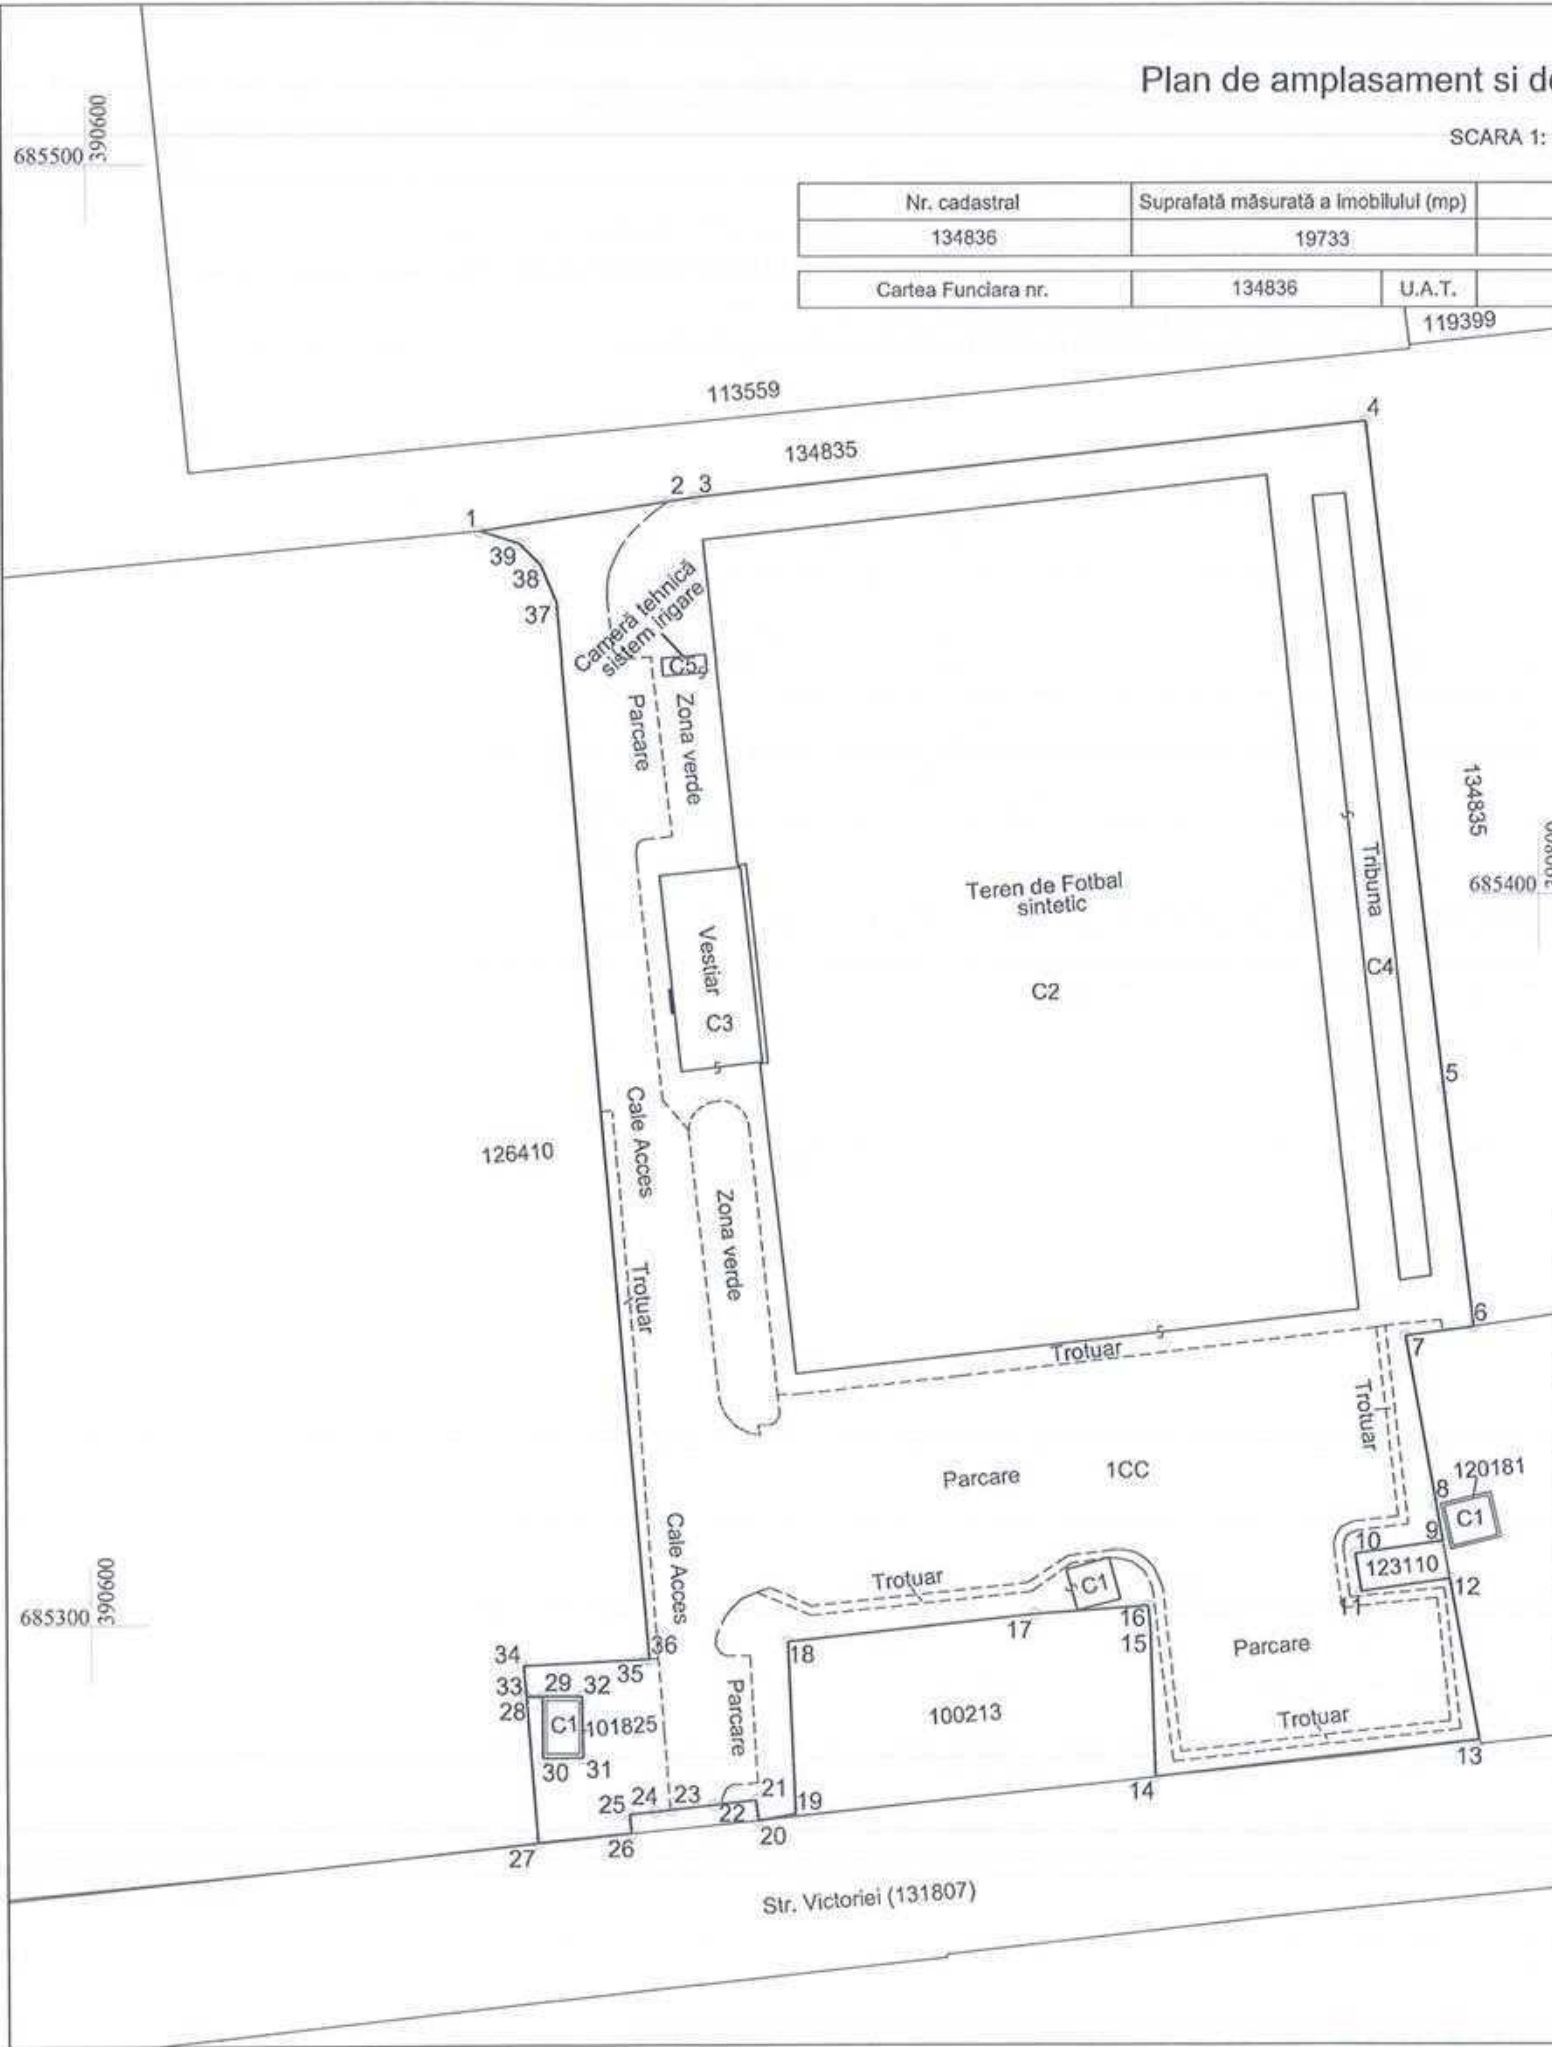 Plan de amplasament si de
SCARA 1:
685500
390600
Nr. cadastral
Suprafată măsurată a imobilului (mp)
134836
19733
Cartea Funciara nr.
134836
U.A.T.
119399
113559
134835
4
2
3
1
39
38
37
Cameră tehnică
sistem irigare
C5
Parcare
Zona verde
134835
Teren de Fotbal
sintetic
Tribuna
685400
Vestiar
C3
C2
C4
5
Cale Acces
126410
Zona verde
Trotuar
6
7
Trotuar
Trotuar
Parcare
1CC
120181
8
C1
9
10
123110
12
Cale Acces
Trotuar
C1
685300
390600
16
17
15
18
Parcare
36
34
35
33
29
32
28
C1
101825
Parcare
100213
Trotuar
30
31
13
14
21
25
24
23
22
19
20
26
27
Str. Victoriei (131807)